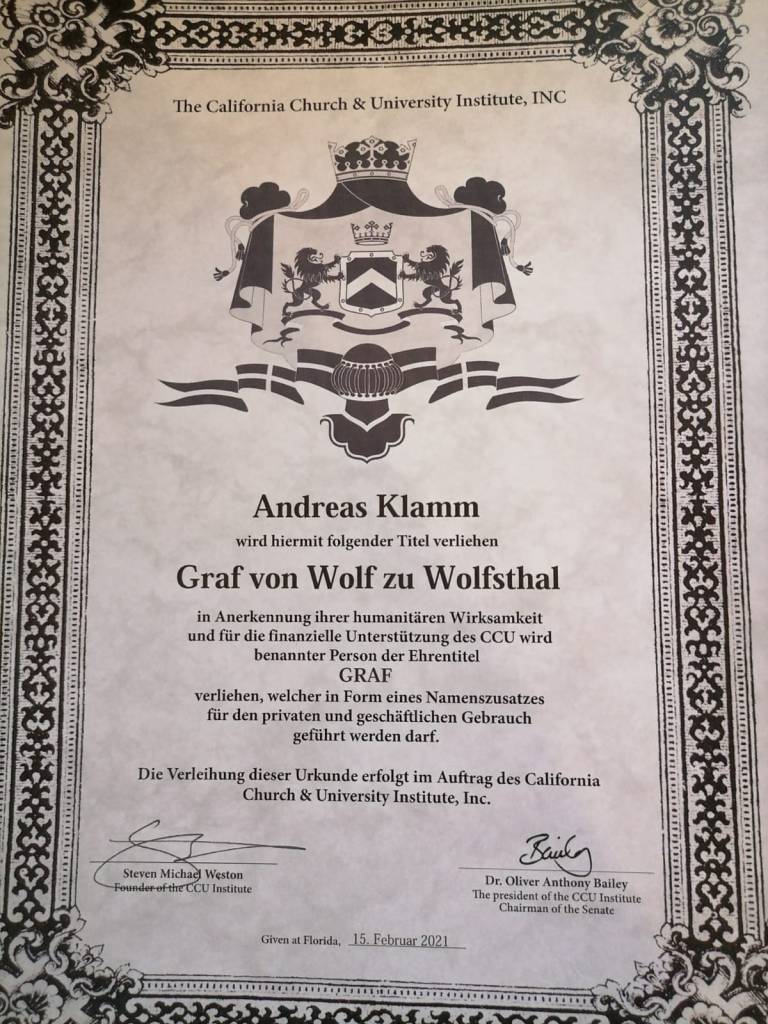 The California Church & University Institute, INC
Andreas Klamm
wird hiermit folgender Titel verliehen
Graf von Wolf zu Wolfsthal
in Anerkennung ihrer humanitären Wirksamkeit
und für die finanzielle Unterstützung des CCU wird
benannter Person der Ehrentitel
GRAF
verliehen, welcher in Form eines Namenszusatzes
für den privaten und geschäftlichen Gebrauch
geführt werden darf.
Die Verleihung dieser Urkunde erfolgt im Auftrag des California
Church & University Institute, Inc.
Steven Michael Weston
Founder of the CCU Institute
Bailey
Dr. Oliver Anthony Bailey
The president of the CCU Institute
Chairman of the Senate
Given at Florida, 15. Februar 2021